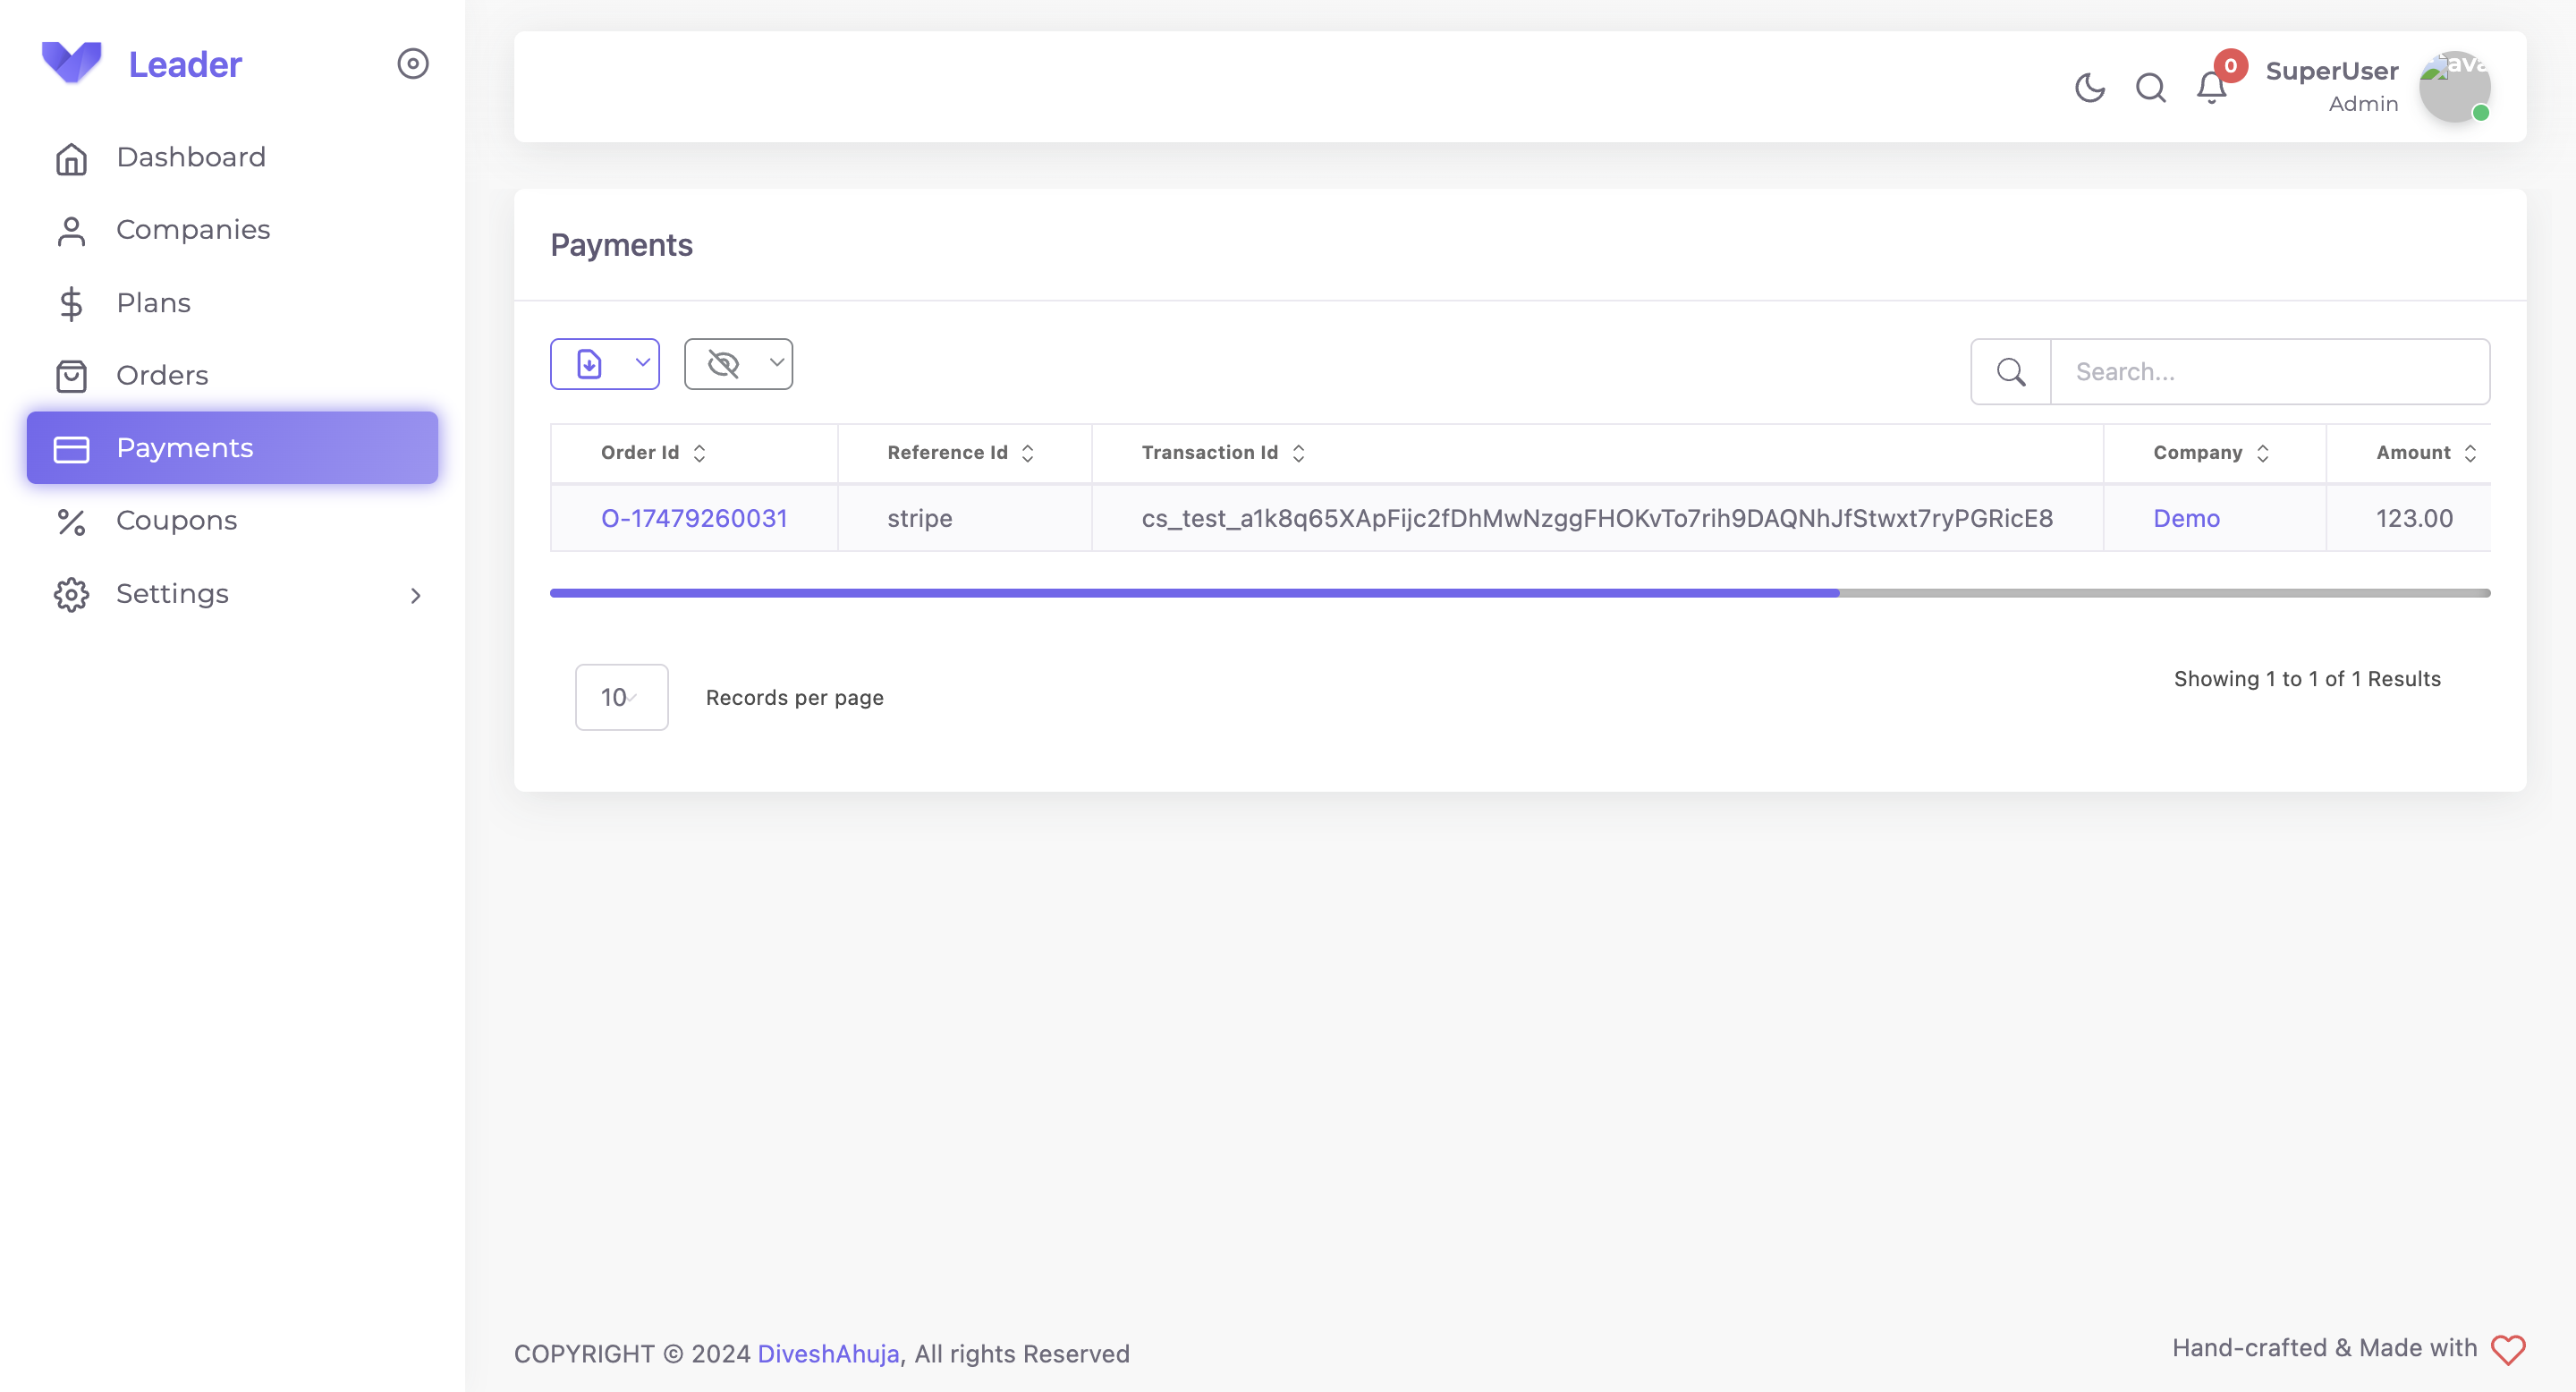 Leader
Dashboard
Companies
Plans
Orders
Payments
Coupons
Settings
0
SuperUser
Admin
ava
Payments
Search...
Order Id
Reference Id
Transaction Id
Company
Amount
O-17479260031
stripe
cs_test_a1k8q65XApFijc2fDhMwNzggFHOKvTo7rih9DAQNhJfStwxt7ryPGRicE8
Demo
123.00
10
Records per page
Showing 1 to 1 of 1 Results
COPYRIGHT © 2024 DiveshAhuja, All rights Reserved
Hand-crafted & Made with